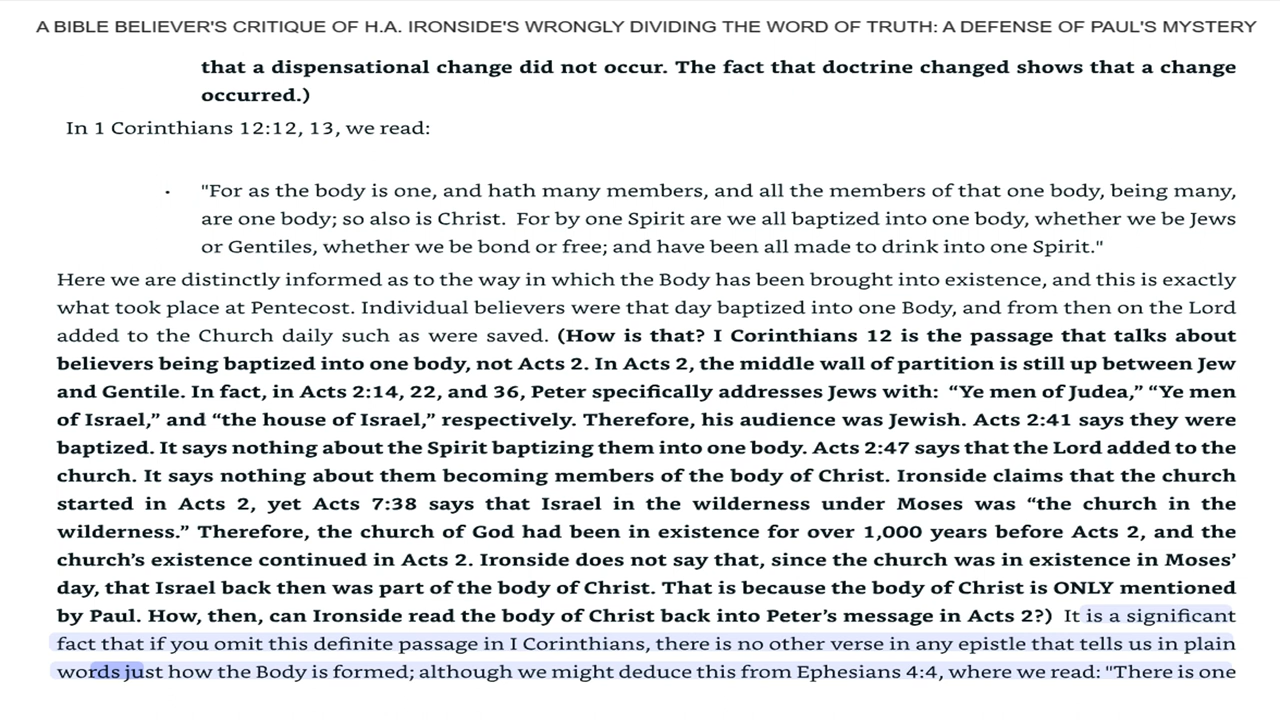 A BIBLE BELIEVER'S CRITIQUE OF H.A. IRONSIDE'S WRONGLY DIVIDING THE WORD OF TRUTH: A DEFENSE OF PAUL'S MYSTERY
that a dispensational change did not occur. The fact that doctrine changed shows that a change
occurred.)
In 1 Corinthians 12:12, 13, we read:
· "For as the body is one, and hath many members, and all the members of that one body, being many,
are one body; so also is Christ. For by one Spirit are we all baptized into one body, whether we be Jews
or Gentiles, whether we be bond or free; and have been all made to drink into one Spirit."
Here we are distinctly informed as to the way in which the Body has been brought into existence, and this is exactly
what took place at Pentecost. Individual believers were that day baptized into one Body, and from then on the Lord
added to the Church daily such as were saved. (How is that? I Corinthians 12 is the passage that talks about
believers being baptized into one body, not Acts 2. In Acts 2, the middle wall of partition is still up between Jew
and Gentile. In fact, in Acts 2:14, 22, and 36, Peter specifically addresses Jews with: “Ye men of Judea,” “Ye men
of Israel,” and “the house of Israel,” respectively. Therefore, his audience was Jewish. Acts 2:41 says they were
baptized. It says nothing about the Spirit baptizing them into one body. Acts 2:47 says that the Lord added to the
church. It says nothing about them becoming members of the body of Christ. Ironside claims that the church
started in Acts 2, yet Acts 7:38 says that Israel in the wilderness under Moses was “the church in the
wilderness.” Therefore, the church of God had been in existence for over 1,000 years before Acts 2, and the
church’s existence continued in Acts 2. Ironside does not say that, since the church was in existence in Moses’
day, that Israel back then was part of the body of Christ. That is because the body of Christ is ONLY mentioned
by Paul. How, then, can Ironside read the body of Christ back into Peter’s message in Acts 2?) It is a significant
fact that if you omit this definite passage in I Corinthians, there is no other verse in any epistle that tells us in plain
words just how the Body is formed; although we might deduce this from Ephesians 4:4, where we read: "There is one